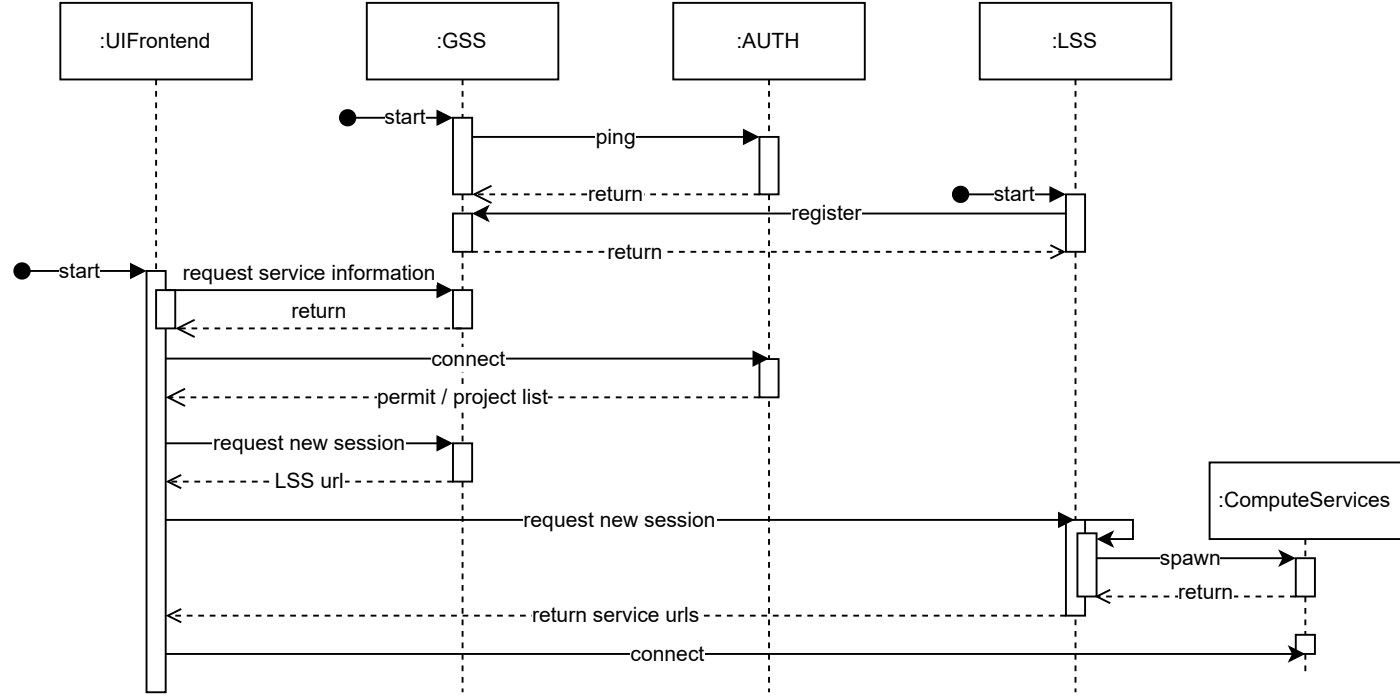 :UIFrontend
:GSS
:AUTH
:LSS
start
ping
return
start
register
return
start
request service information
return
connect
permit / project list
request new session
LSS url
:ComputeServices
request new session
spawn
return
return service urls
connect